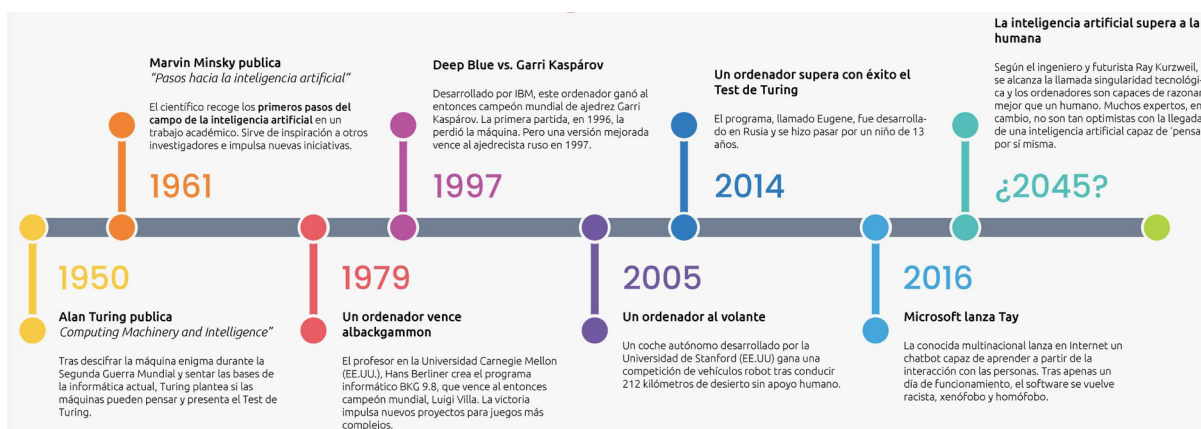 Marvin Minsky publica
"Pasos hacia la inteligencia artificial"
El científico recoge los primeros pasos del
campo de la inteligencia artificial en un
trabajo académico. Sirve de inspiración a otros
investigadores e impulsa nuevas iniciativas.
1961
Deep Blue vs. Garri Kaspárov
Desarrollado por IBM, este ordenador ganó al
entonces campeón mundial de ajedrez Garri
Kaspárov. La primera partida, en 1996, la
perdió la máquina. Pero una versión mejorada
vence al ajedrecista ruso en 1997.
1997
Un ordenador supera con éxito el
Test de Turing
El programa, llamado Eugene, fue desarrolla-
do en Rusia y se hizo pasar por un niño de 13
años.
2014
La inteligencia artificial supera a la
humana
Según el ingeniero y futurista Ray Kurzweil,
se alcanza la llamada singularidad tecnológi-
ca y los ordenadores son capaces de razonar
mejor que un humano. Muchos expertos, en
cambio, no son tan optimistas con la llegada
de una inteligencia artificial capaz de 'pensa
por sí misma.
¿2045?
1950
Alan Turing publica
Computing Machinery and Intelligence"
Tras descifrar la máquina enigma durante la
Segunda Guerra Mundial y sentar las bases
de la informática actual, Turing plantea si las
máquinas pueden pensar y presenta el Test de
Turing.
1979
Un ordenador vence
albackgammon
El profesor en la Universidad Carnegie Mellon
(EE.UU.), Hans Berliner crea el programa
informático BKG 9.8, que vence al entonces
campeón mundial, Luigi Villa. La victoria
impulsa nuevos proyectos para juegos más
complejos.
2005
Un ordenador al volante
Un coche autónomo desarrollado por la
Universidad de Stanford (EE.UU) gana una
competición de vehículos robot tras conducir
212 kilómetros de desierto sin apoyo humano.
2016
Microsoft lanza Tay
La conocida multinacional lanza en Internet un
chatbot capaz de aprender a partir de la
interacción con las personas. Tras apenas un
día de funcionamiento, el software se vuelve
racista, xenófobo y homófobo.